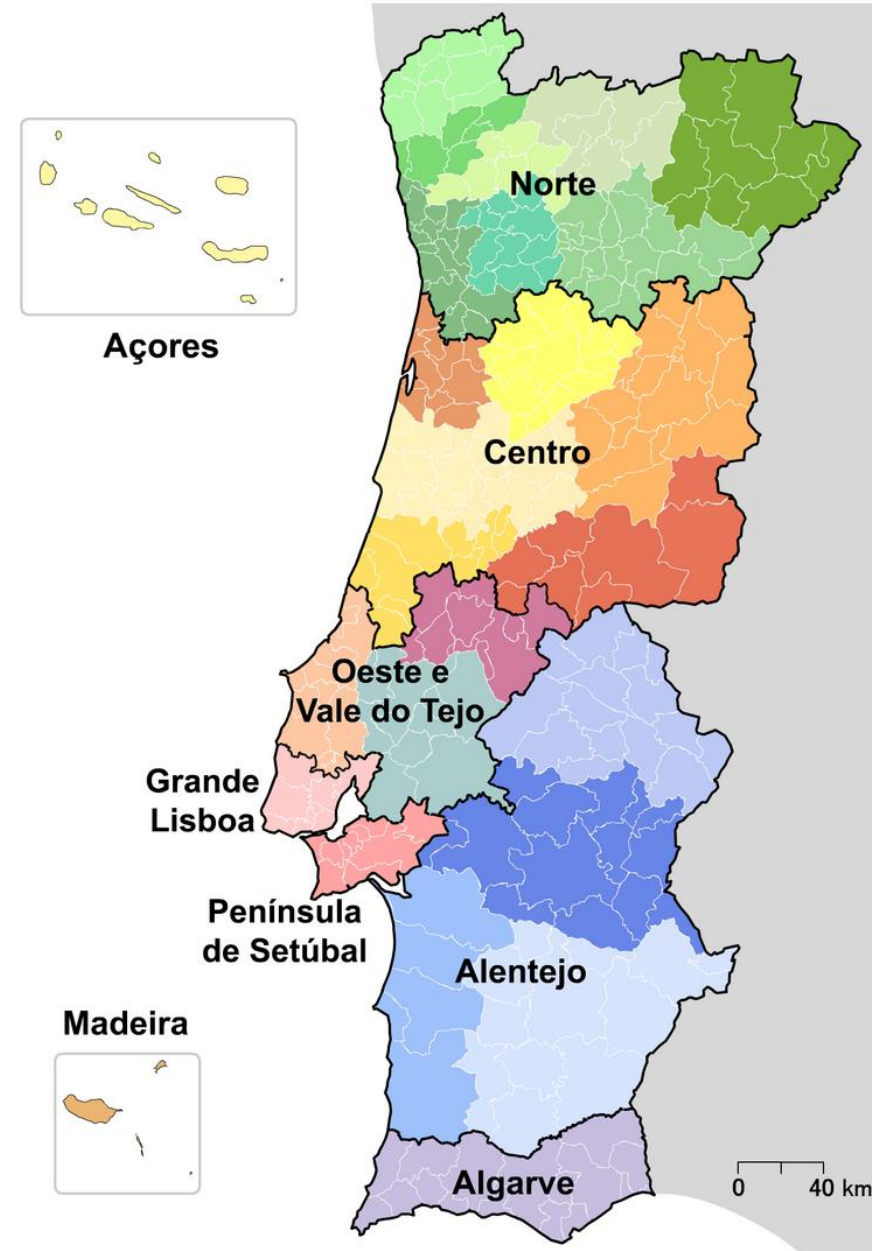 Norte
Açores
Centro
Oeste e
Vale do Tejo
Grande
Lisboa
Península
de Setúbal
Alentejo
Madeira
Algarve
0 40 km